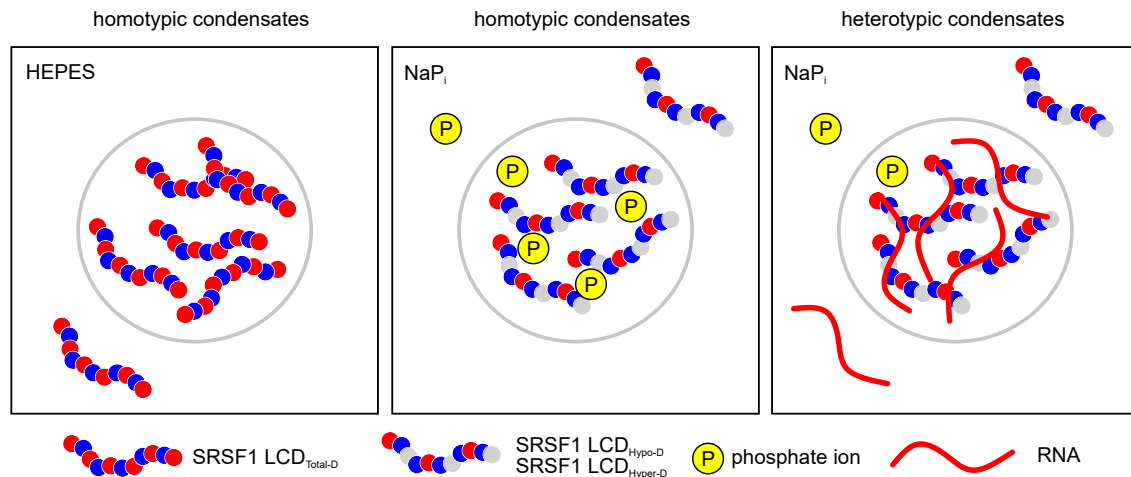 homotypic condensates
homotypic condensates
heterotypic condensates
HEPES
NaPi
NaPi
P
P
P
P
P
P
P
SRSF1 LCDTotal-D
SRSF1 LCDHypo-D
SRSF1 LCDHyper-D
P phosphate ion
RNA